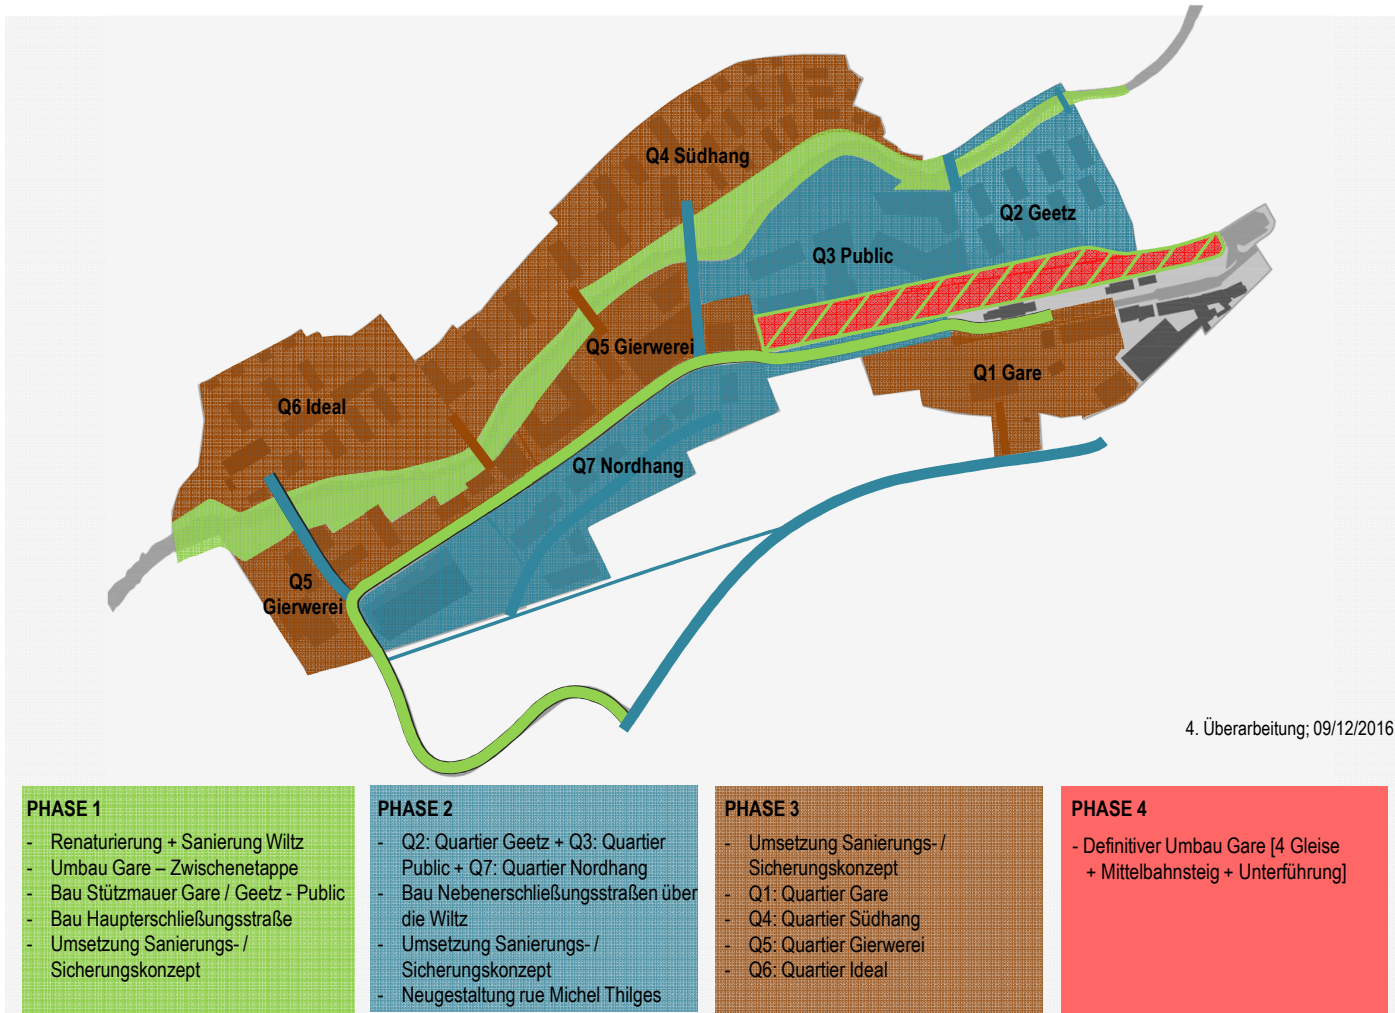 Q4 Südhang
Q2 Geetz
Q3 Public
Q5 Gierwerei
Q1 Gare
Q6 Ideal
Q7 Nordhang
Q5
Gierwerei
4. Überarbeitung; 09/12/2016
PHASE 1
- Renaturierung + Sanierung Wiltz
- Umbau Gare – Zwischenetappe
- Bau Stützmauer Gare / Geetz - Public
- Bau Haupterschließungsstraße
- Umsetzung Sanierungs- /
Sicherungskonzept
PHASE 2
- Q2: Quartier Geetz + Q3: Quartier
Public + Q7: Quartier Nordhang
- Bau Nebenerschließungsstraßen über
die Wiltz
- Umsetzung Sanierungs- /
Sicherungskonzept
- Neugestaltung rue Michel Thilges
PHASE 3
- Umsetzung Sanierungs- /
Sicherungskonzept
- Q1: Quartier Gare
- Q4: Quartier Südhang
- Q5: Quartier Gierwerei
- Q6: Quartier Ideal
PHASE 4
- Definitiver Umbau Gare [4 Gleise
+ Mittelbahnsteig + Unterführung]